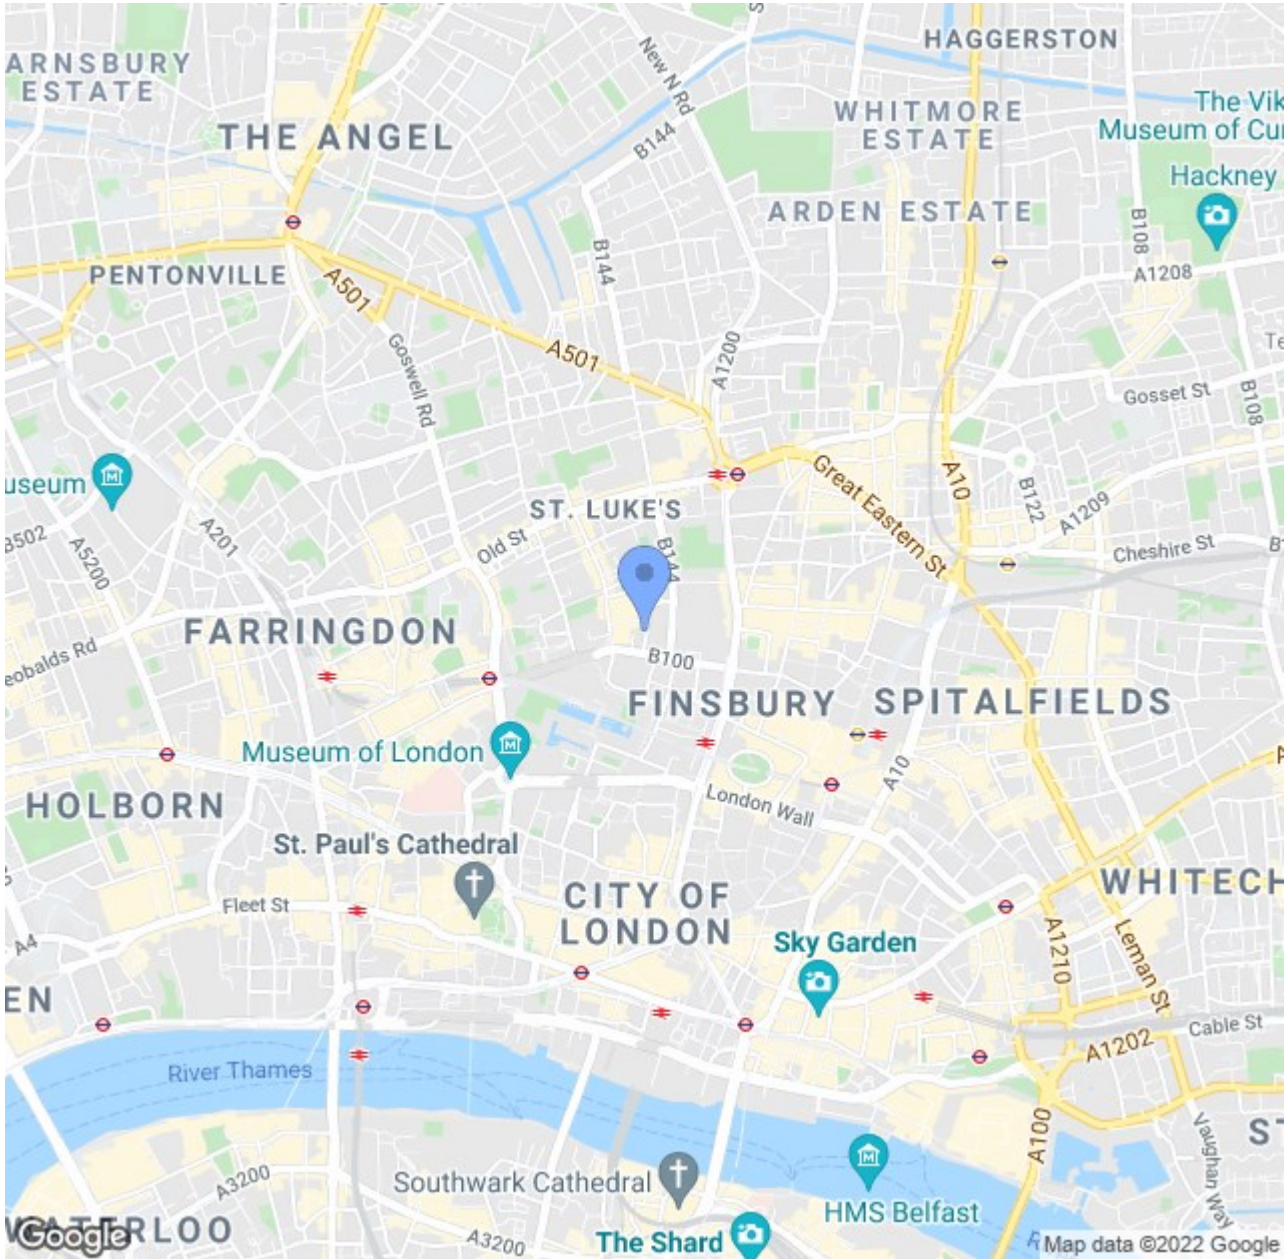 HAGGERSTON
ARNSBURY
ESTATE
New N Rd
The Vik
Museum of Cu
WHITMORE
ESTATE
THE ANGEL
B144
Hackney
ARDEN ESTATE
B108
B144
A1208
PENTONVILLE
A501
A501
A1200
Goswell Rd
Te
Gosset St
B108
useum
Great Eastern St
A10
ST. LUKE'S
B122
A1209
B502
A201
Old St
B144
Cheshire St
A5200
FARRINGDON
eobalds Rd
B100
FINSBURY
SPITALFIELDS
Museum of London
A10
HOLBORN
London Wall
St. Paul's Cathedral
WHITECH
CITY OF
LONDON
Fleet St
A4
Sky Garden
A1210
Leman St
EN
Cable St
A1202
River Thames
A100
ST
Vaughan Way
A3200
Southwark Cathedral
HMS Belfast
WATERLOO
Google
A3200
The Shard
Map data ©2022 Google